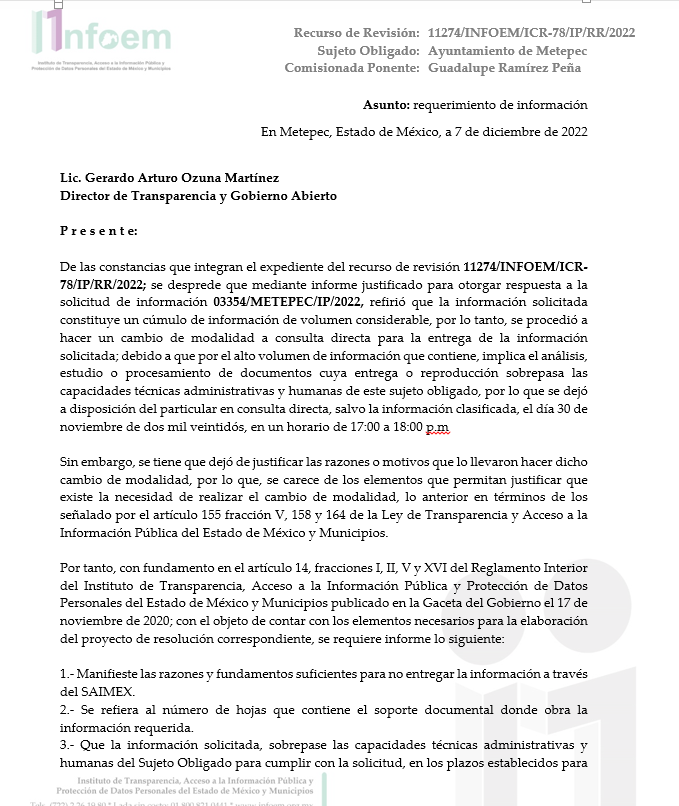 infoem
Instituto de Transparencia, Acceso a la Información Pública y
Protección de Datos Personales del Estado de México y Municipios
Recurso de Revisión: 11274/INFOEM/ICR-78/IP/RR/2022
Sujeto Obligado: Ayuntamiento de Metepec
Comisionada Ponente: Guadalupe Ramírez Peña
Asunto: requerimiento de información
En Metepec, Estado de México, a 7 de diciembre de 2022
Lic. Gerardo Arturo Ozuna Martínez
Director de Transparencia y Gobierno Abierto
P r e s e n t e:
De las constancias que integran el expediente del recurso de revisión 11274/INFOEM/ICR-
78/IP/RR/2022; se desprede que mediante informe justificado para otorgar respuesta a la
solicitud de información 03354/METEPEC/IP/2022, refirió que la información solicitada
constituye un cúmulo de información de volumen considerable, por lo tanto, se procedió a
hacer un cambio de modalidad a consulta directa para la entrega de la información
solicitada; debido a que por el alto volumen de información que contiene, implica el análisis,
estudio o procesamiento de documentos cuya entrega o reproducción sobrepasa las
capacidades técnicas administrativas y humanas de este sujeto obligado, por lo que se dejó
a disposición del particular en consulta directa, salvo la información clasificada, el día 30 de
noviembre de dos mil veintidós, en un horario de 17:00 a 18:00 p.m
Sin embargo, se tiene que dejó de justificar las razones o motivos que lo llevaron hacer dicho
cambio de modalidad, por lo que, se carece de los elementos que permitan justificar que
existe la necesidad de realizar el cambio de modalidad, lo anterior en términos de los
señalado por el artículo 155 fracción V, 158 y 164 de la Ley de Transparencia y Acceso a la
Información Pública del Estado de México y Municipios.
Por tanto, con fundamento en el artículo 14, fracciones I, II, V y XVI del Reglamento Interior
del Instituto de Transparencia, Acceso a la Información Pública y Protección de Datos
Personales del Estado de México y Municipios publicado en la Gaceta del Gobierno el 17 de
noviembre de 2020; con el objeto de contar con los elementos necesarios para la elaboración
del proyecto de resolución correspondiente, se requiere informe lo siguiente:
1.- Manifieste las razones y fundamentos suficientes para no entregar la información a través
del SAIMEX.
2.- Se refiera al número de hojas que contiene el soporte documental donde obra la
información requerida.
3.- Que la información solicitada, sobrepase las capacidades técnicas administrativas y
humanas del Sujeto Obligado para cumplir con la solicitud, en los plazos establecidos para
Instituto de Transparencia, Acceso a la Información Pública y
Protección de Datos Personales del Estado de México y Municipios